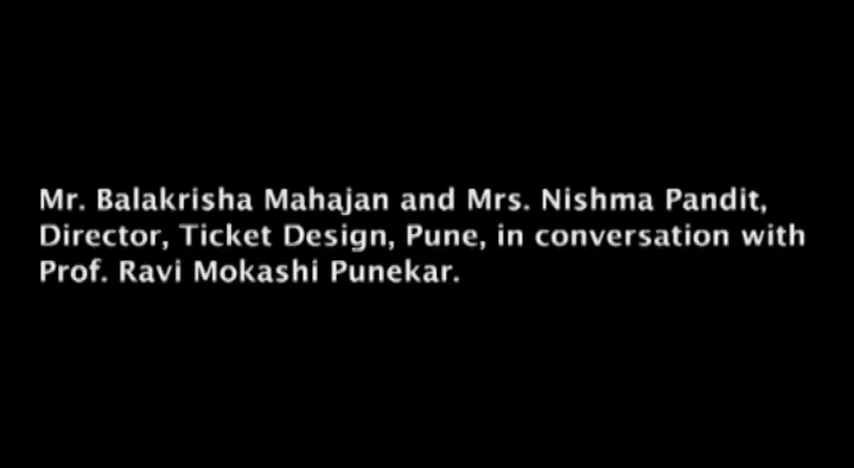 Mr. Balakrisha Mahajan and Mrs. Nishma Pandit,
Director, Ticket Design, Pune, in conversation with
Prof. Ravi Mokashi Punekar.